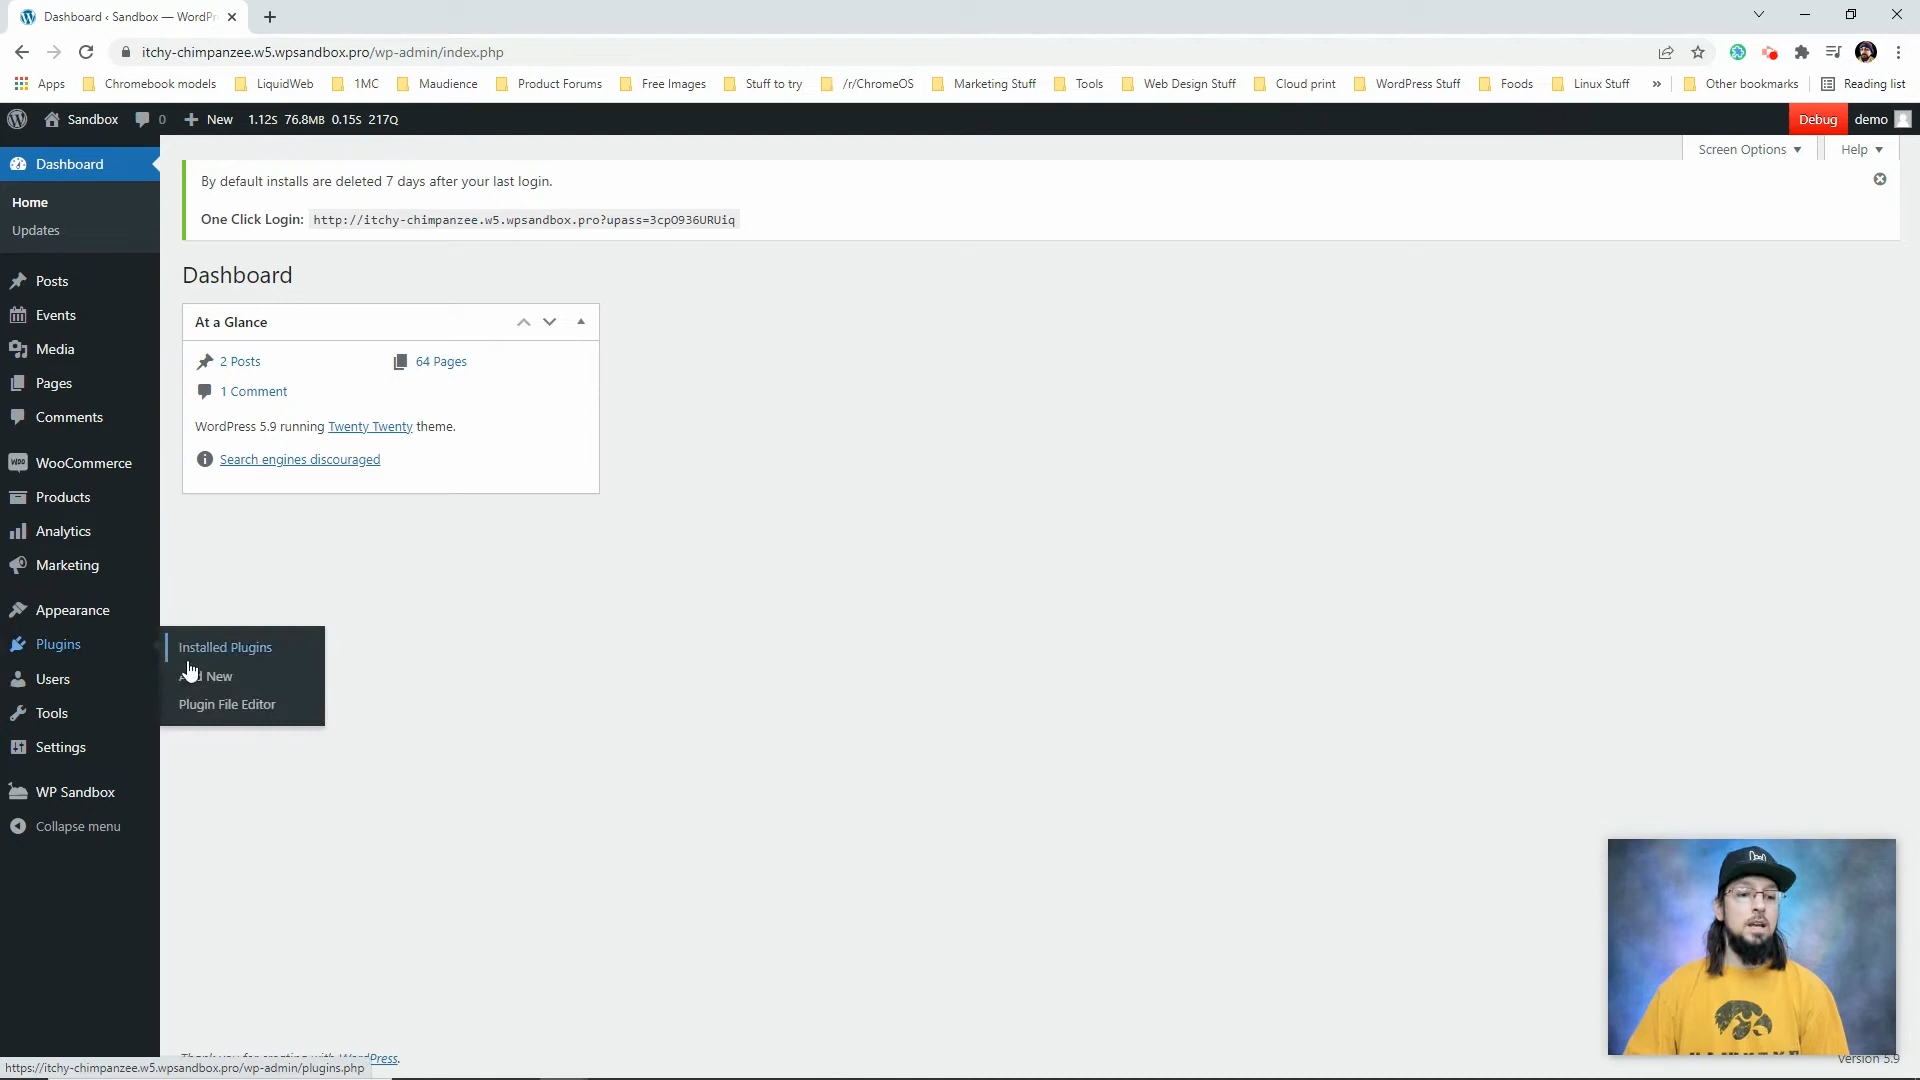 Dashboard ‹ Sandbox — WordPr
itchy-chimpanzee.w5.wpsandbox.pro/wp-admin/index.php
Apps Chromebook models LiquidWeb 1MC Maudience Product Forums Free Images Stuff to try /r/ChromeOS Marketing Stuff Tools Web Design Stuff Cloud print WordPress Stuff Foods Linux Stuff » Other bookmarks Reading list
Sandbox 0 New 1.12S 76.8MB 0.15S 217Q Debug demo
Screen Options Help
Dashboard
Home
Updates
Posts
Events
Media
Pages
Comments
WooCommerce
Products
Analytics
Marketing
Appearance
Plugins
Users
Tools
Settings
WP Sandbox
Collapse menu
Installed Plugins
New
Plugin File Editor
By default installs are deleted 7 days after your last login.
One Click Login: http://itchy-chimpanzee.w5.wpsandbox.pro?upass=3cpO936URUiq
Dashboard
At a Glance
2 Posts 64 Pages
1 Comment
WordPress 5.9 running Twenty Twenty theme.
Search engines discouraged
Thank you for creating with WordPress.
Version 5.9
https://itchy-chimpanzee.w5.wpsandbox.pro/wp-admin/plugins.php